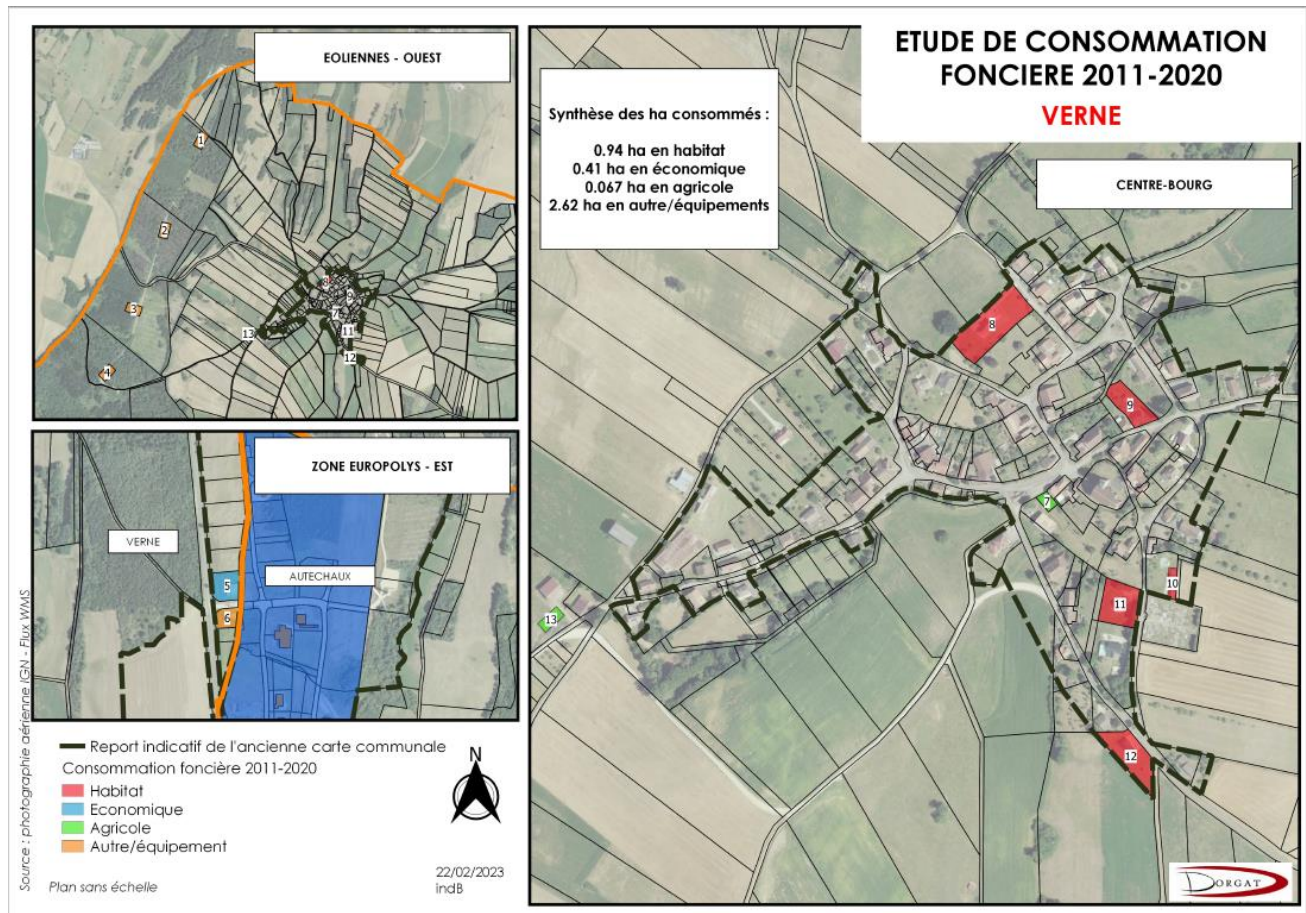 EOLIENNES - OUEST
1
2
3
4
8
9
7
13
11
12
ZONE EUROPOLYS - EST
VERNE
AUTECHAUX
5
6
Report indicatif de l'ancienne carte communale
Consommation foncière 2011-2020
Habitat
Economique
Agricole
Autre/équipement
N
22/02/2023
indB
Plan sans échelle
Source : photographie aérienne IGN - Flux WMS
ETUDE DE CONSOMMATION
FONCIERE 2011-2020
VERNE
Synthèse des ha consommés :
0.94 ha en habitat
0.41 ha en économique
0.067 ha en agricole
2.62 ha en autre/équipements
CENTRE-BOURG
8
9
7
10
11
13
12
DORGAT